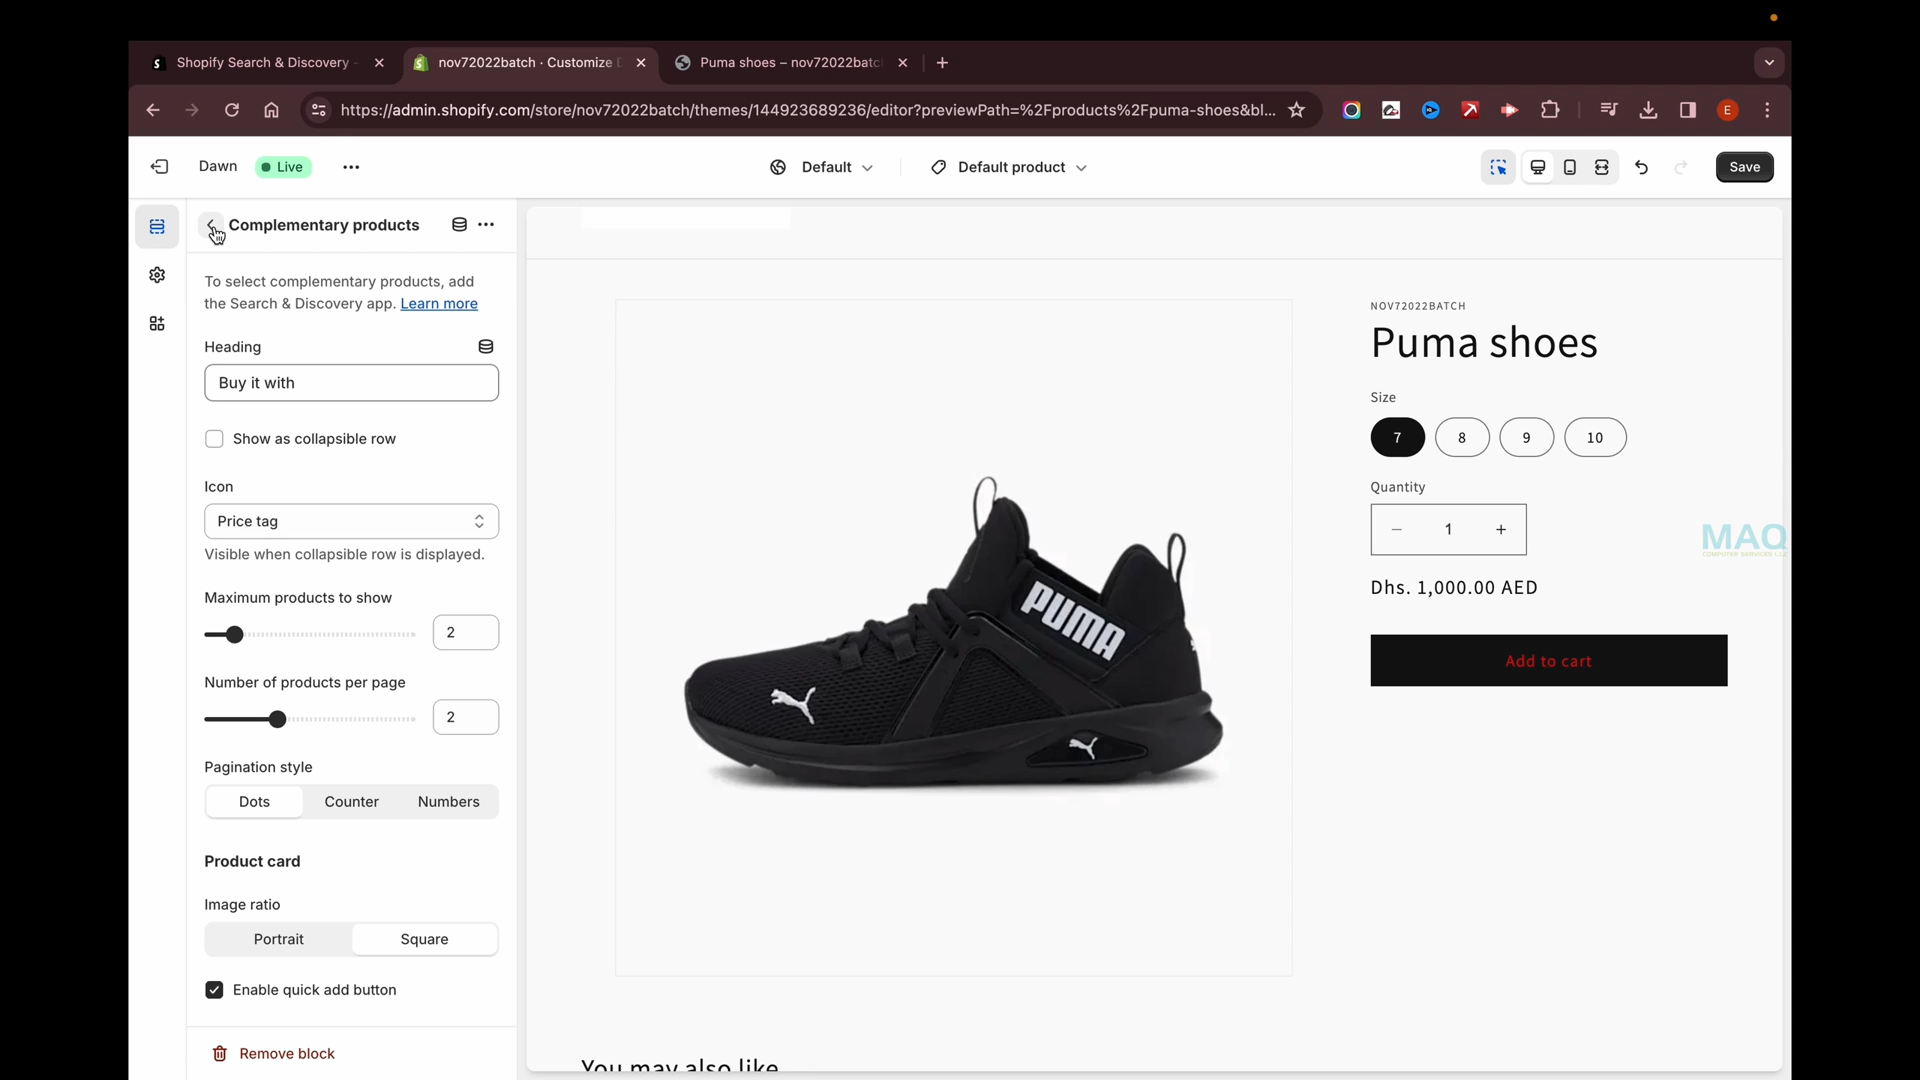 Shopify Search & Discovery -
nov72022batch · Customize D
Puma shoes – nov72022batc
https://admin.shopify.com/store/nov72022batch/themes/144923689236/editor?previewPath=%2Fproducts%2Fpuma-shoes&bl...
E
Dawn
Live
Default
Default product
Save
Complementary products
To select complementary products, add
the Search & Discovery app. Learn more
Heading
Buy it with
Show as collapsible row
Icon
Price tag
Visible when collapsible row is displayed.
Maximum products to show
2
Number of products per page
2
Pagination style
Dots
Counter
Numbers
Product card
Image ratio
Portrait
Square
Enable quick add button
Remove block
PUMA
NOV72022BATCH
Puma shoes
Size
7
8
9
10
Quantity
− 1 +
Dhs. 1,000.00 AED
Add to cart
You may also like
MAQ
COMPUTER SERVICES L.L.C